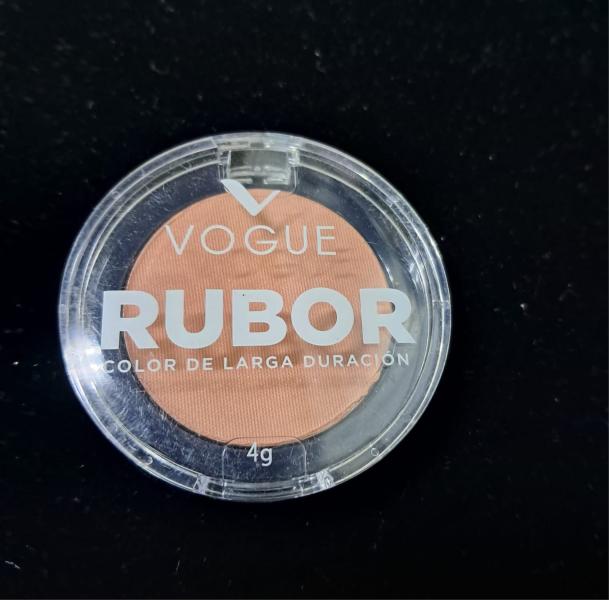 VOGUE
RUBOR
COLOR DE LARGA DURACIÓN
4g